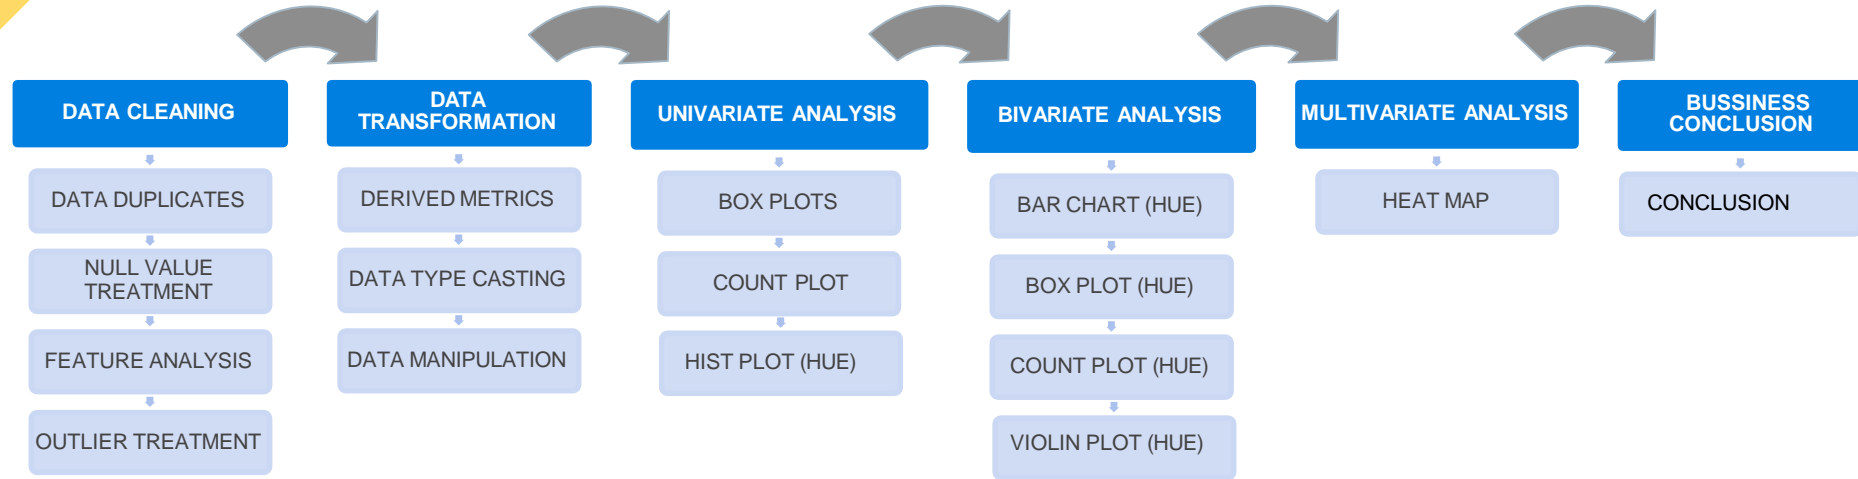 DATA CLEANING
DATA DUPLICATES
NULL VALUE
TREATMENT
FEATURE ANALYSIS
OUTLIER TREATMENT
DATA
TRANSFORMATION
DERIVED METRICS
DATA TYPE CASTING
DATA MANIPULATION
UNIVARIATE ANALYSIS
BOX PLOTS
COUNT PLOT
HIST PLOT (HUE)
BIVARIATE ANALYSIS
BAR CHART (HUE)
BOX PLOT (HUE)
COUNT PLOT (HUE)
VIOLIN PLOT (HUE)
MULTIVARIATE ANALYSIS
HEAT MAP
BUSSINESS
CONCLUSION
CONCLUSION